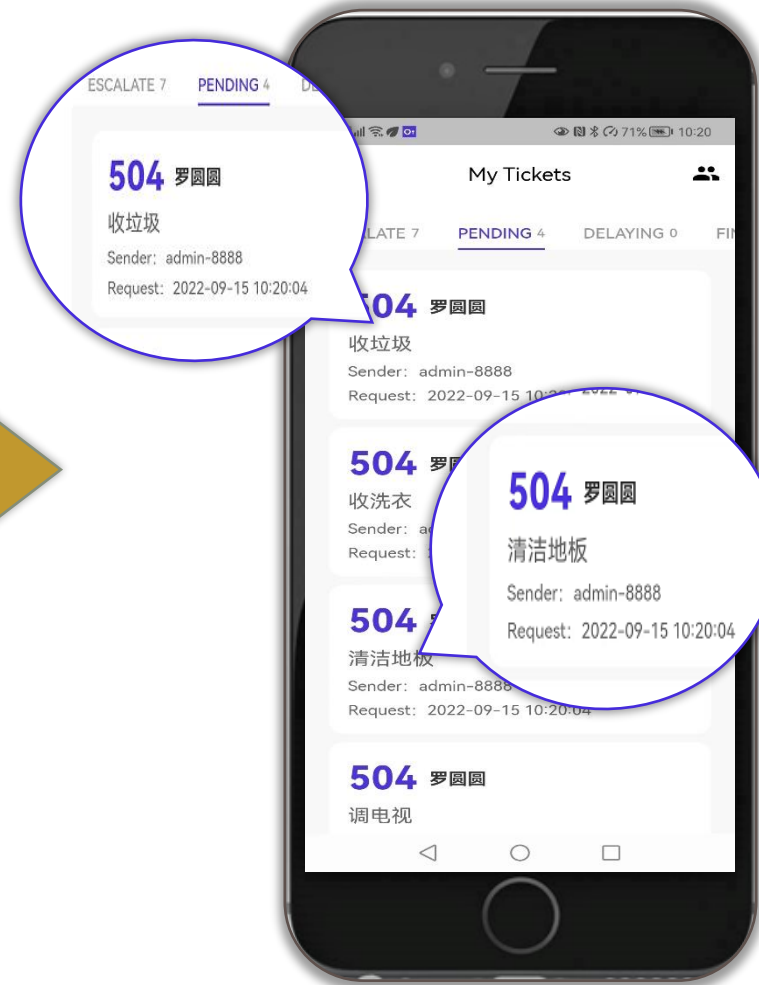 ESCALATE 7 PENDING 4
504 罗圆圆
收垃圾
Sender: admin-8888
Request: 2022-09-15 10:20:04
71% 10:20
My Tickets
LATE 7 PENDING 4 DELAYING 0 FIN
504 罗圆圆
收垃圾
Sender: admin-8888
Request: 2022-09-15
504 罗
收洗衣
Sender:
Request:
504
清洁地板
Sender: admin-8888
Request: 2022-09-15 10:20:04
504 罗圆圆
清洁地板
Sender: admin-8888
Request: 2022-09-15 10:20:04
504 罗圆圆
调电视